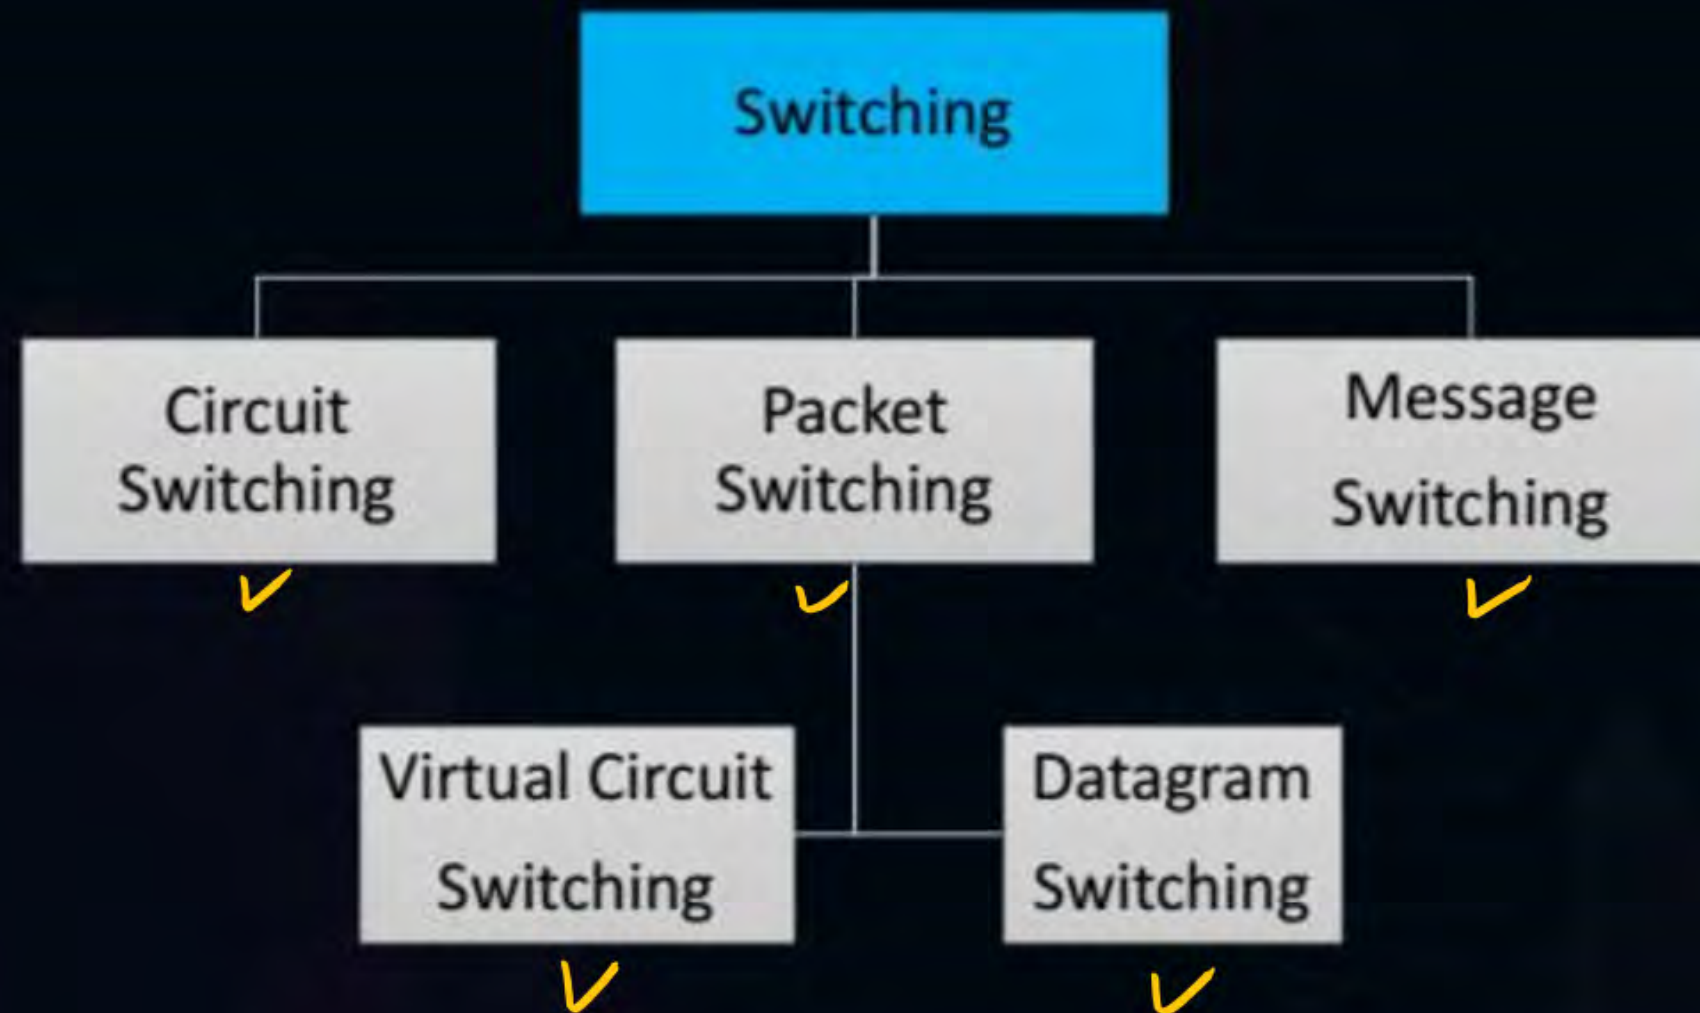 Switching
Circuit
Switching
Packet
Switching
Message
Switching
Virtual Circuit
Switching
Datagram
Switching